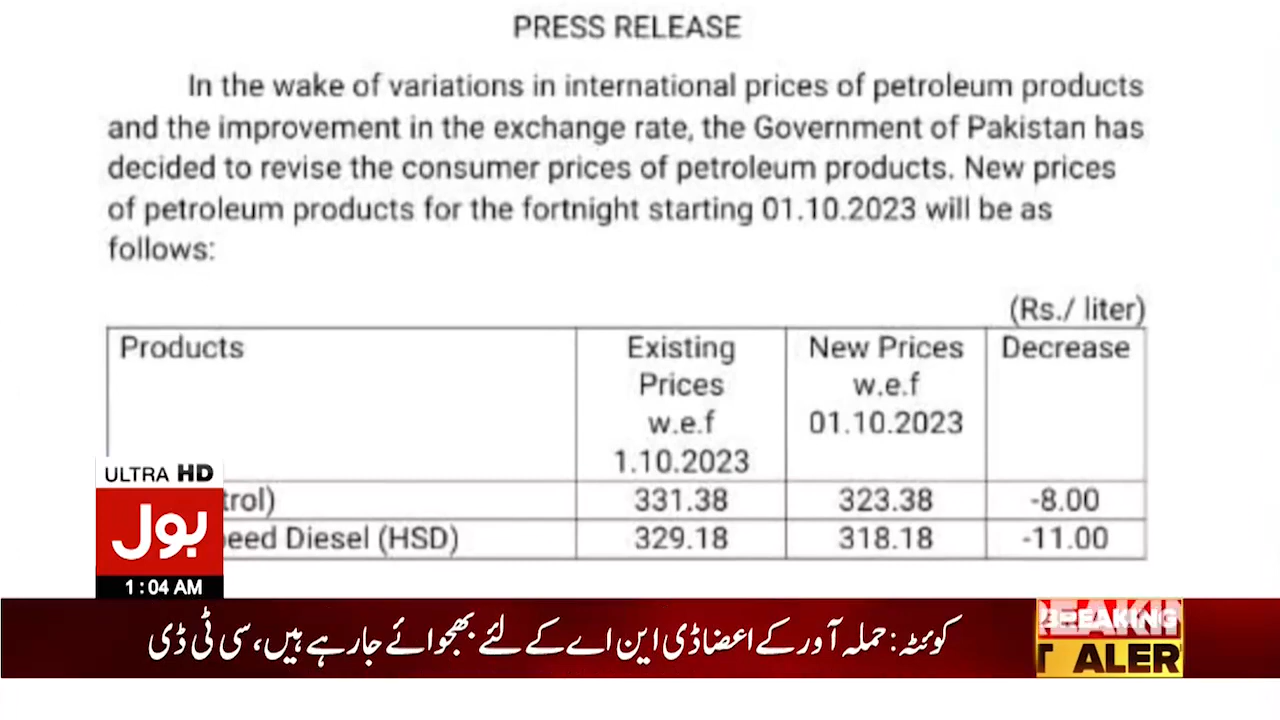 PRESS RELEASE
In the wake of variations in international prices of petroleum products
and the improvement in the exchange rate, the Government of Pakistan has
decided to revise the consumer prices of petroleum products. New prices
of petroleum products for the fortnight starting 01.10.2023 will be as
follows:
(Rs./ liter)
Products Existing Prices w.e.f 1.10.2023 New Prices w.e.f 01.10.2023 Decrease
trol) 331.38 323.38 -8.00
eed Diesel (HSD) 329.18 318.18 -11.00
ULTRA HD
بول
1:04 AM
کوئٹہ: حملہ آور کے اعضا ڈی این اے کے لئے بھجوائے جارہے ہیں، سی ٹی ڈی
BREAKING
ALER